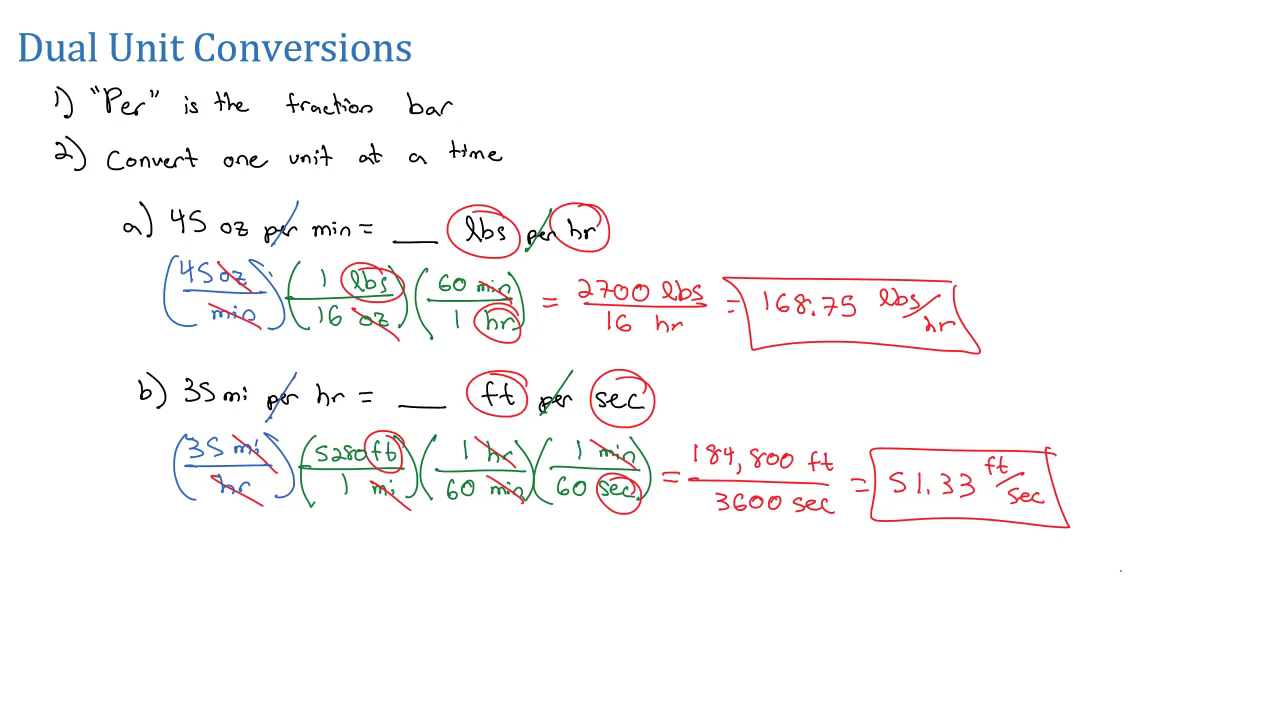 Dual Unit Conversions
1) "Per" is the fraction bar
2) Convert one unit at a time
a) 45 oz per min = ___ lbs per hr
(45 oz / min) (1 lbs / 16 oz) (60 min / 1 hr) = 2700 lbs / 16 hr = 168.75 lbs/hr
b) 35 mi per hr = ___ ft per sec
(35 mi / hr) (5280 ft / 1 mi) (1 hr / 60 min) (1 min / 60 sec) = 184,800 ft / 3600 sec = 51.33 ft/sec